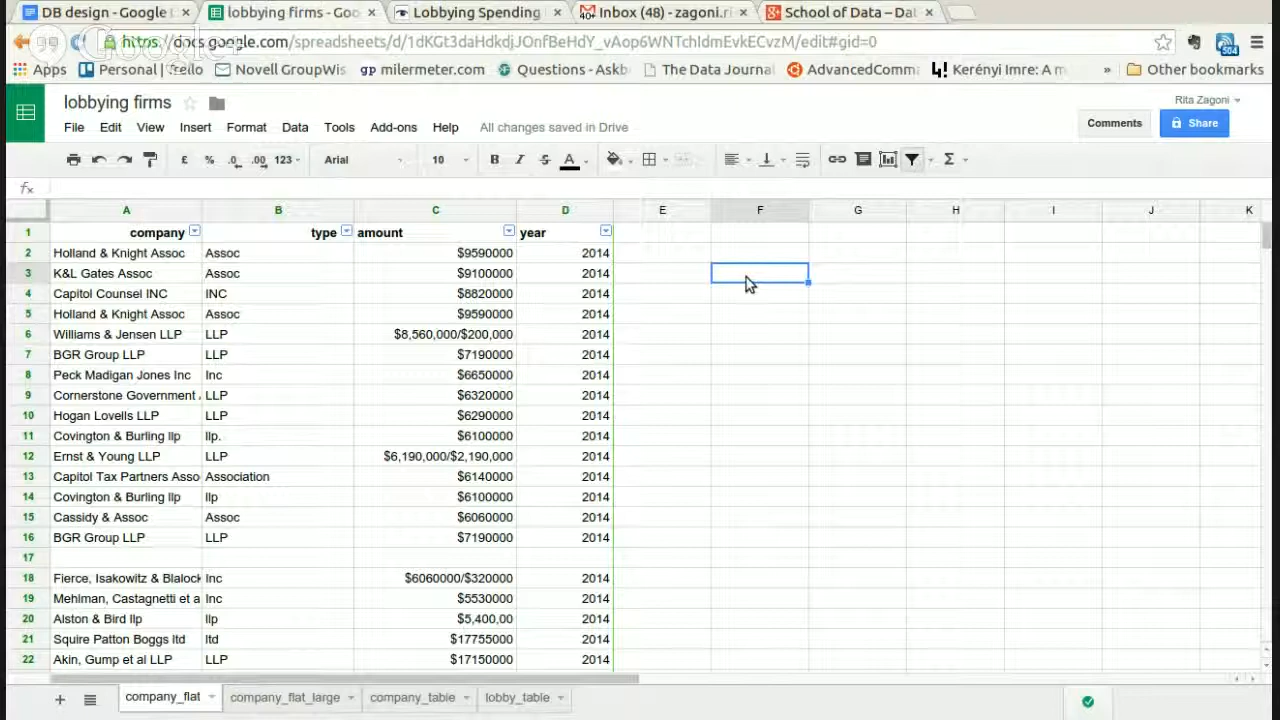 DB design - Google × lobbying firms - Goo × Lobbying Spending × Inbox (48) - zagoni.ri × School of Data – Dat ×
https://docs.google.com/spreadsheets/d/1dKGt3daHdkdjJOnfBeHdY_vAop6WNTchIdmEvkECvzM/edit#gid=0
Apps Personal | Trello Novell GroupWis gp milermeter.com Questions - Askb The Data Journal AdvancedComma Kerényi Imre: A m » Other bookmarks
lobbying firms Rita Zagoni
File Edit View Insert Format Data Tools Add-ons Help All changes saved in Drive Comments Share
£ % .0 .00 123 Arial 10 B I S A Σ
fx
A B C D E F G H I J K
1 company type amount year
2 Holland & Knight Assoc Assoc $9590000 2014
3 K&L Gates Assoc Assoc $9100000 2014
4 Capitol Counsel INC INC $8820000 2014
5 Holland & Knight Assoc Assoc $9590000 2014
6 Williams & Jensen LLP LLP $8,560,000/$200,000 2014
7 BGR Group LLP LLP $7190000 2014
8 Peck Madigan Jones Inc Inc $6650000 2014
9 Cornerstone Government LLP $6320000 2014
10 Hogan Lovells LLP LLP $6290000 2014
11 Covington & Burling llp llp. $6100000 2014
12 Ernst & Young LLP LLP $6,190,000/$2,190,000 2014
13 Capitol Tax Partners Asso Association $6140000 2014
14 Covington & Burling llp llp $6100000 2014
15 Cassidy & Assoc Assoc $6060000 2014
16 BGR Group LLP LLP $7190000 2014
17
18 Fierce, Isakowitz & Blalock Inc $6060000/$320000 2014
19 Mehlman, Castagnetti et a Inc $5530000 2014
20 Alston & Bird llp llp $5,400,00 2014
21 Squire Patton Boggs ltd ltd $17755000 2014
22 Akin, Gump et al LLP LLP $17150000 2014
+ company_flat company_flat_large company_table lobby_table